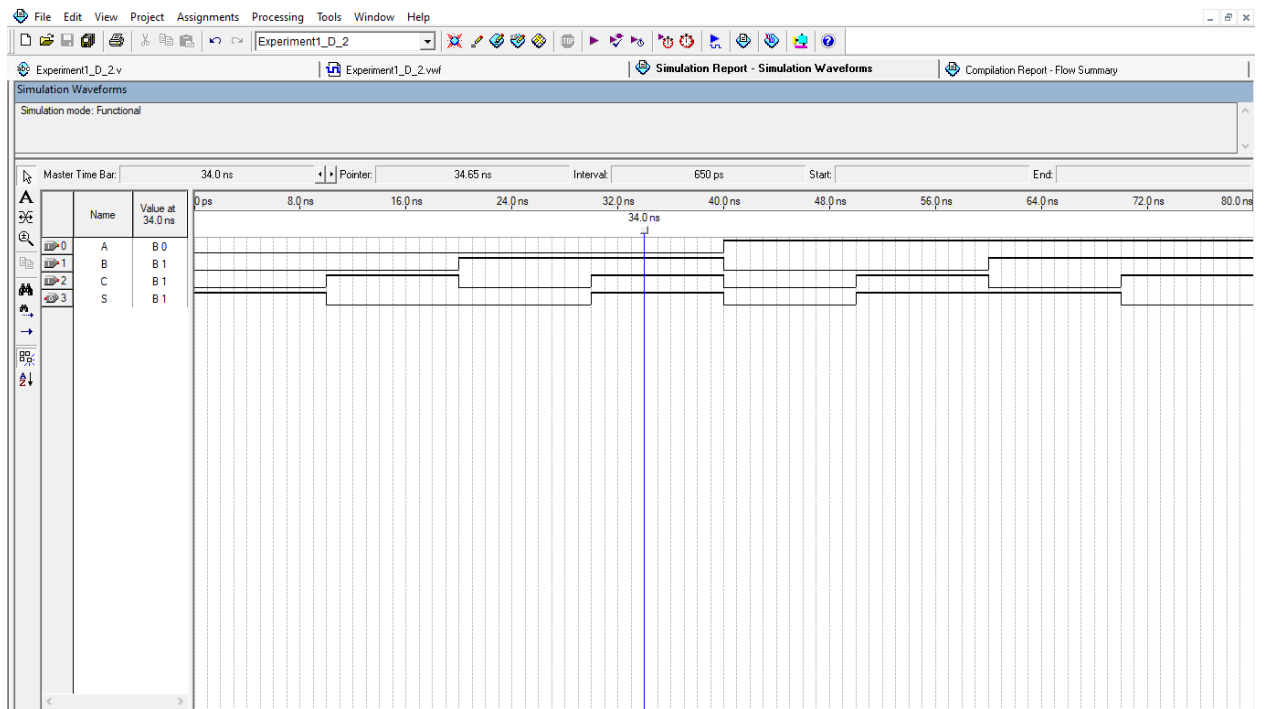 File Edit View Project Assignments Processing Tools Window Help
Experiment1_D_2
STOP
Experiment1_D_2.v
Experiment1_D_2.vwf
Simulation Report - Simulation Waveforms
Compilation Report - Flow Summary
Simulation Waveforms
Simulation mode: Functional
Master Time Bar: 34.0 ns Pointer: 34.65 ns Interval: 650 ps Start: End:
Name Value at 34.0 ns
0 ps 8.0 ns 16.0 ns 24.0 ns 32.0 ns 40.0 ns 48.0 ns 56.0 ns 64.0 ns 72.0 ns 80.0 ns
34.0 ns
0 A B 0
1 B B 1
2 C B 1
3 S B 1